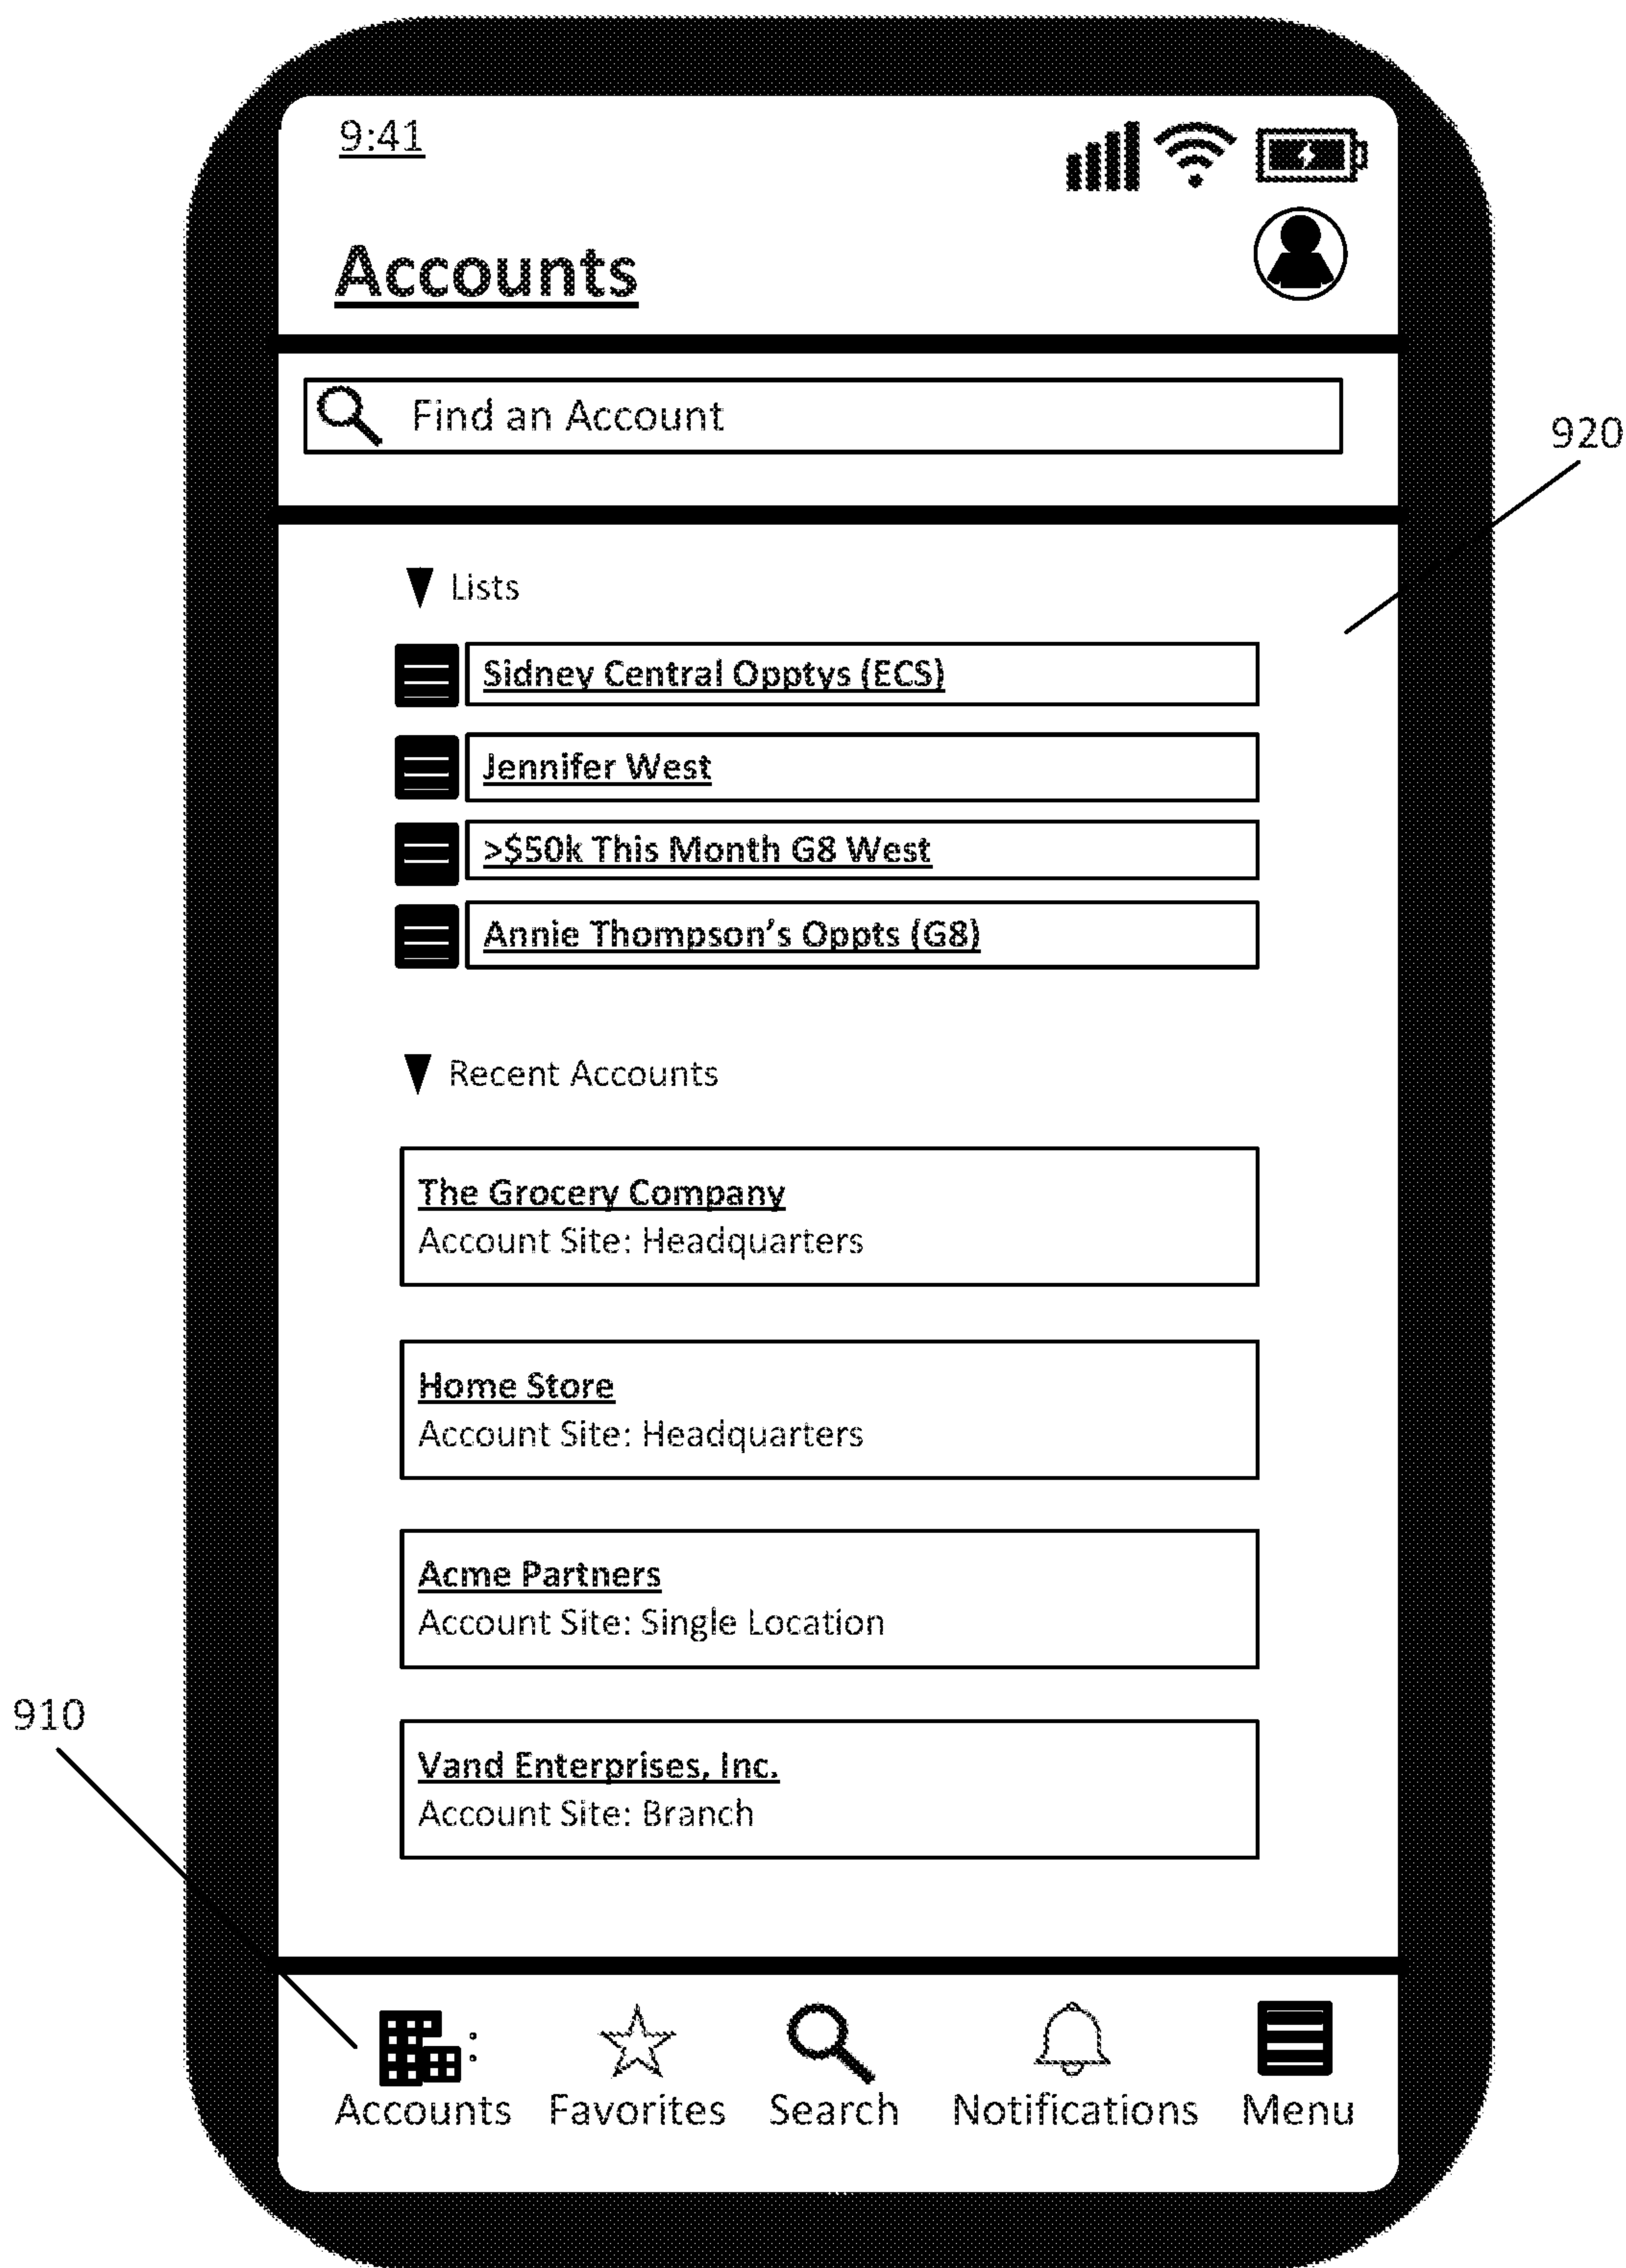 9:41
Accounts
Find an Account
920
Lists
Sidney Central Opptys (ECS)
Jennifer West
>$50k This Month G8 West
Annie Thompson's Oppts (G8)
Recent Accounts
The Grocery Company
Account Site: Headquarters
Home Store
Account Site: Headquarters
Acme Partners
Account Site: Single Location
910
Vand Enterprises, Inc.
Account Site: Branch
Accounts Favorites Search Notifications Menu